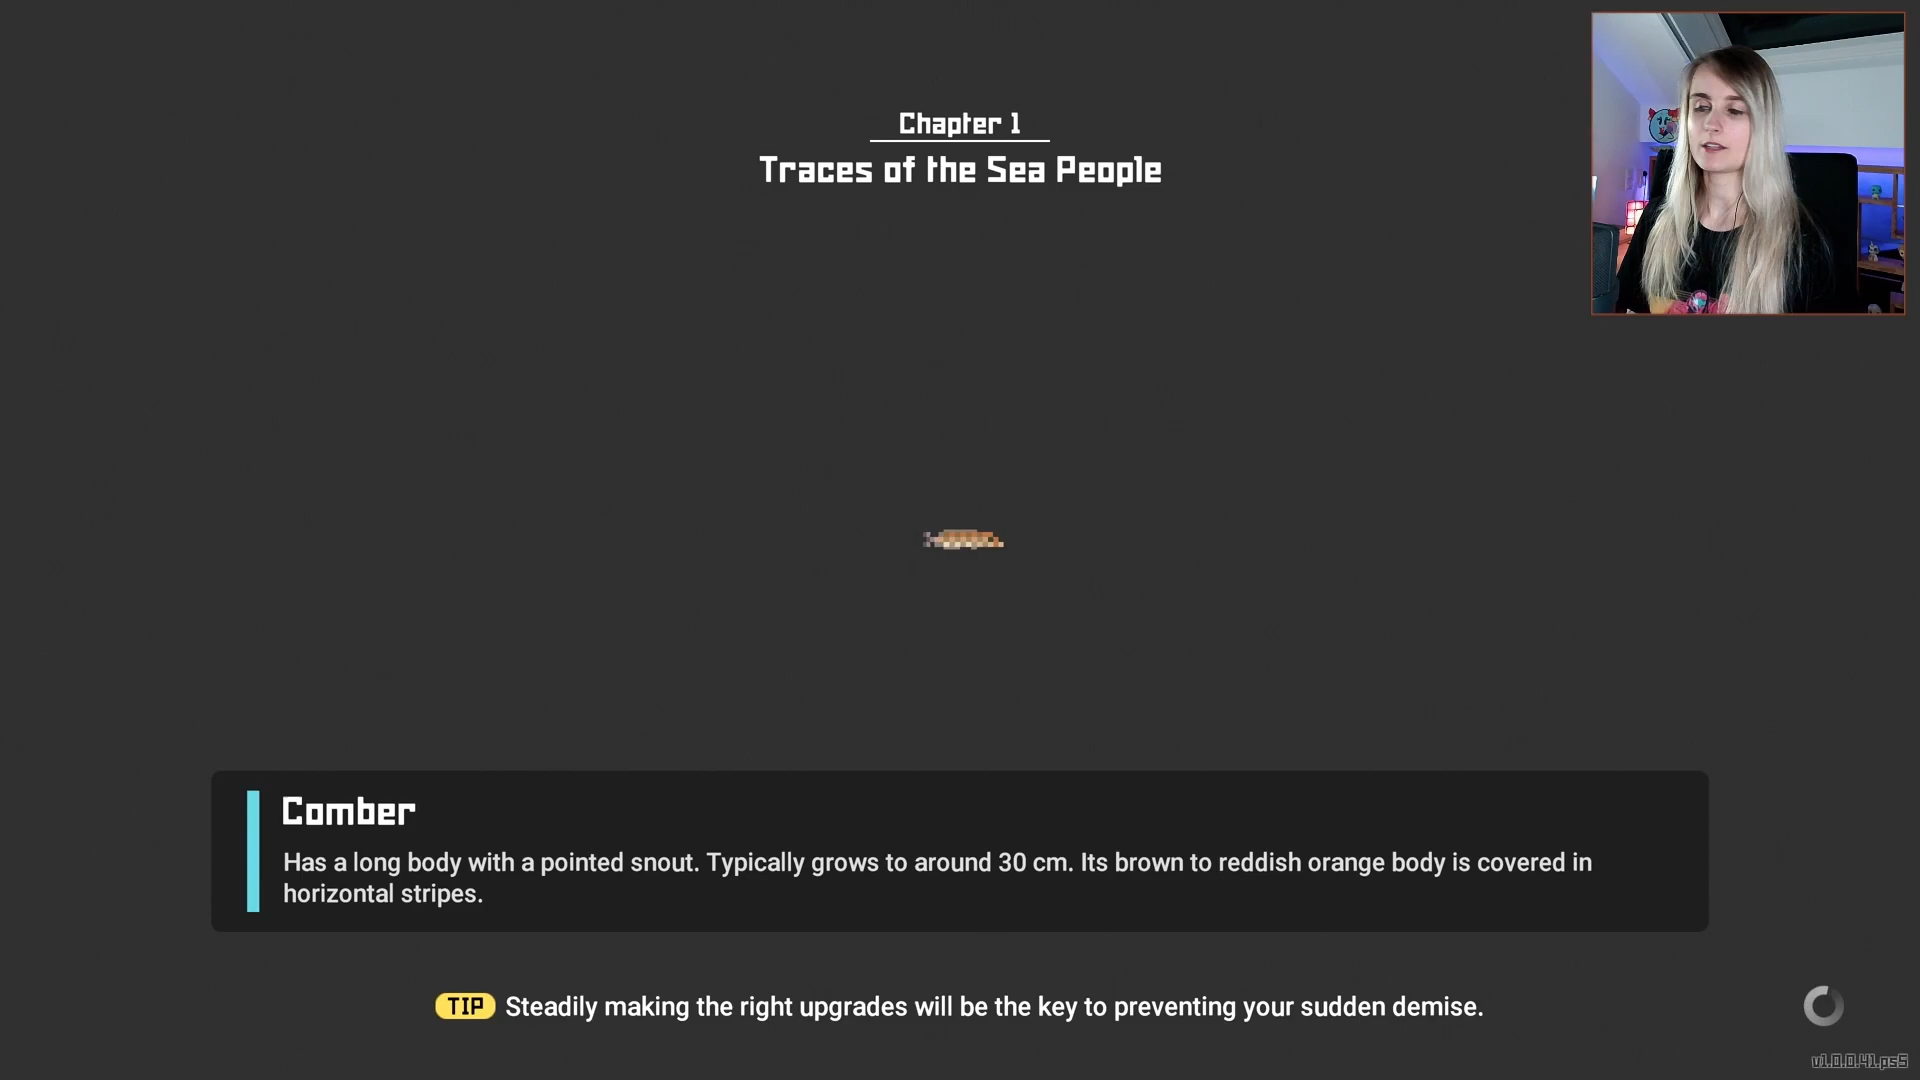 Chapter 1
Traces of the Sea People
Comber
Has a long body with a pointed snout. Typically grows to around 30 cm. Its brown to reddish orange body is covered in
horizontal stripes.
TIP Steadily making the right upgrades will be the key to preventing your sudden demise.
v1.0.0.41.ps5